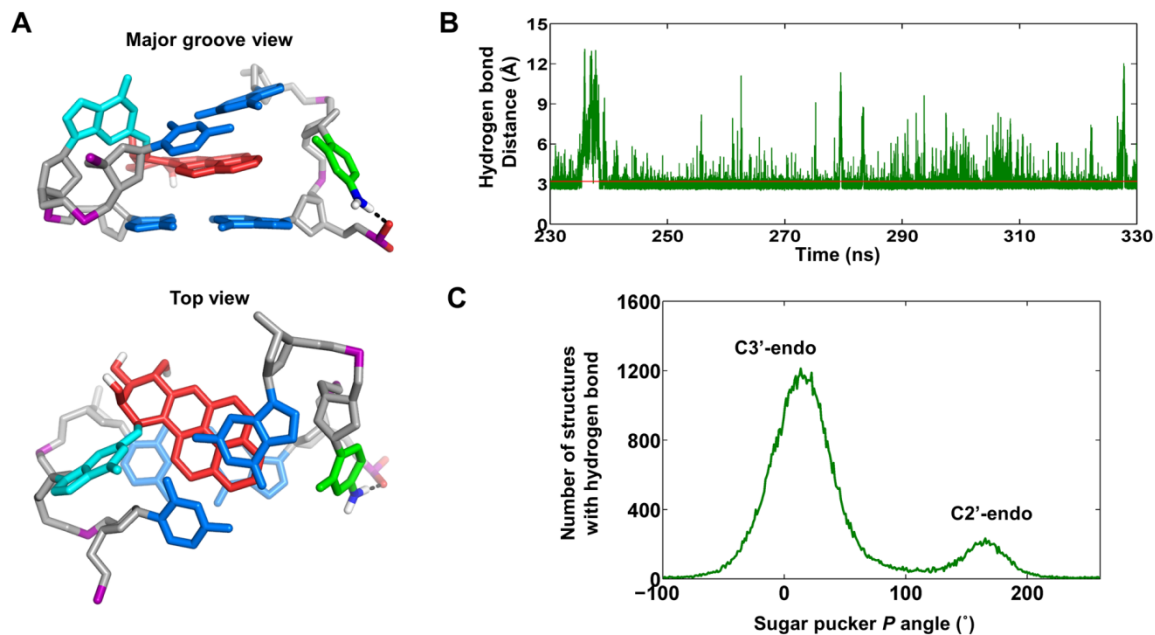 A
Major groove view
Top view
B
Hydrogen bond
Distance (Å)
15
12
9
6
3
0
230
250
270
290
310
330
Time (ns)
C
Number of structures
with hydrogen bond
1600
1200
800
400
0
−100
0
100
200
C3’-endo
C2’-endo
Sugar pucker P angle (˚)